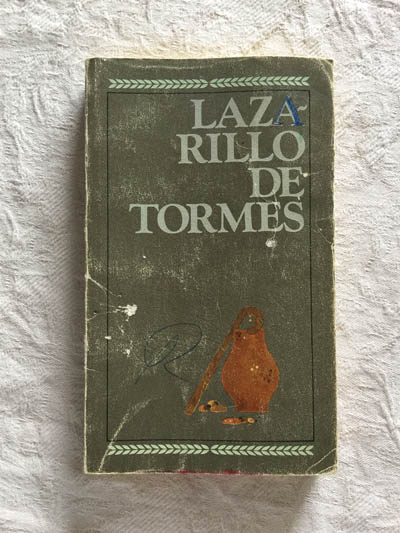 LAZA-
RILLO
DE
TORMES
R